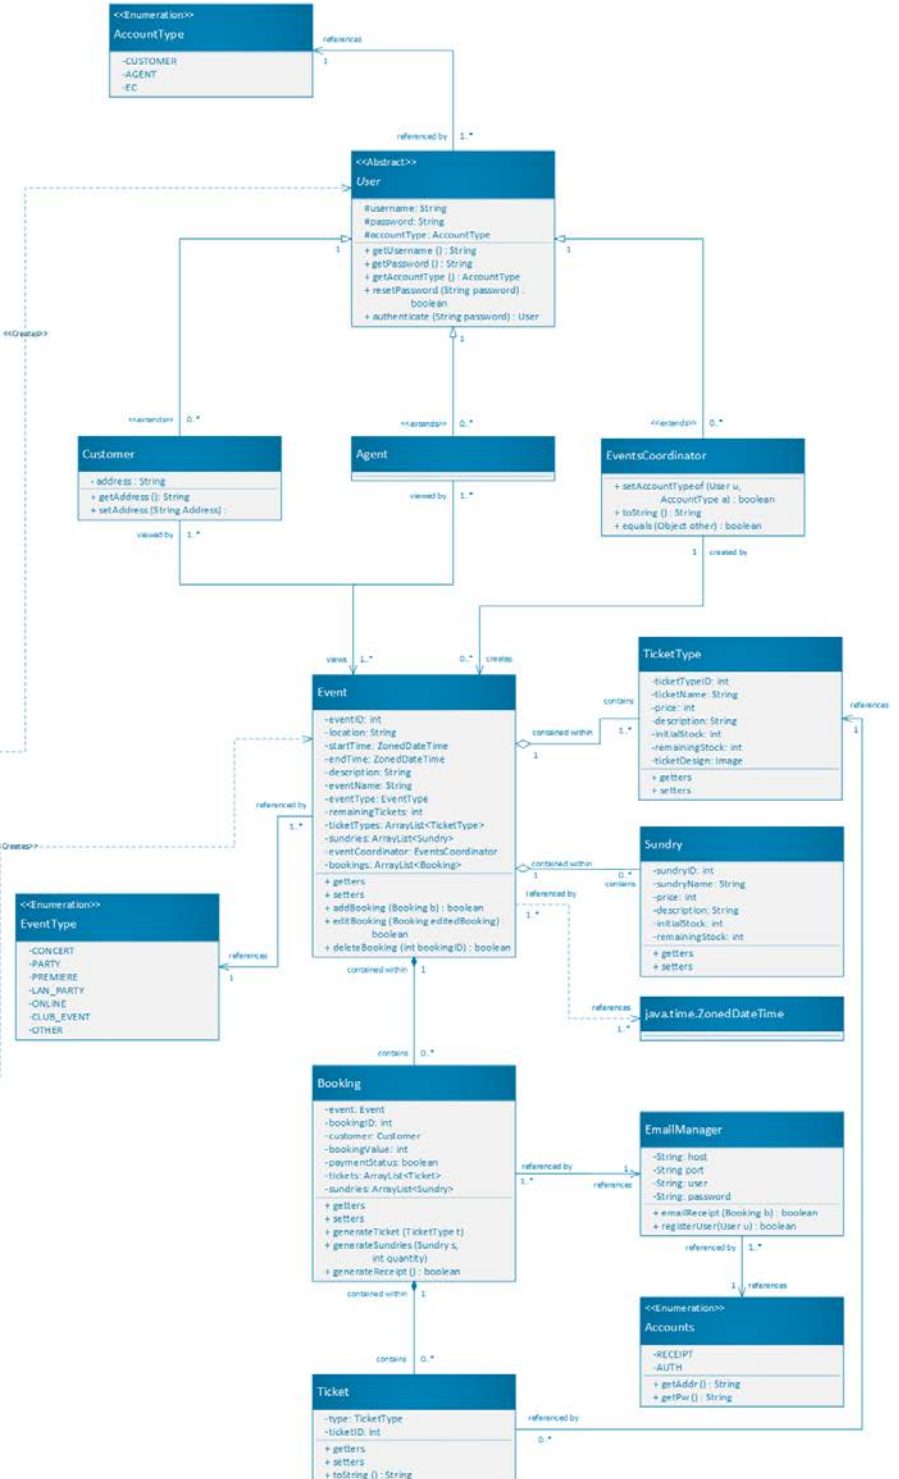 <<Enumeration>>
AccountType
-CUSTOMER
-AGENT
-EC
references
1
referenced by
1..*
<<Abstract>>
User
#username: String
#password: String
#accountType: AccountType
+ getUsername () : String
+ getPassword () : String
+ getAccountType () : AccountType
+ resetPassword (String password) :
boolean
+ authenticate (String password) : User
1
1
1
<<Creates>>
<<extends>>
0..*
<<extends>>
0..*
<<extends>>
0..*
Customer
- address : String
+ getAddress (): String
+ setAddress (String Address) :
Agent
EventsCoordinator
+ setAccountTypeof (User u,
AccountType a) : boolean
+ toString () : String
+ equals (Object other) : boolean
viewed by
1..*
viewed by
1..*
1
created by
views
1..*
0..*
creates
Event
-eventID: int
-location: String
-startTime: ZonedDateTime
-endTime: ZonedDateTime
-description: String
-eventName: String
-eventType: EventType
-remainingTickets: int
-ticketTypes: ArrayList<TicketType>
-sundries: ArrayList<Sundry>
-eventCoordinator: EventsCoordinator
-bookings: ArrayList<Booking>
+ getters
+ setters
+ addBooking (Booking b) : boolean
+ editBooking (Booking editedBooking)
boolean
+ deleteBooking (int bookingID) : boolean
TicketType
-ticketTypeID: int
-ticketName: String
-price: int
-description: String
-initialStock: int
-remainingStock: int
-ticketDesign: Image
+ getters
+ setters
contains
1..*
contained within
1
references
1
Sundry
-sundryID: int
-sundryName: String
-price: int
-description: String
-initialStock: int
-remainingStock: int
+ getters
+ setters
contained within
1
0..*
contains
referenced by
1..*
<<Creates>>
referenced by
1..*
<<Enumeration>>
EventType
-CONCERT
-PARTY
-PREMIERE
-LAN_PARTY
-ONLINE
-CLUB_EVENT
-OTHER
references
1
contained within
1
references
1..*
java.time.ZonedDateTime
contains
0..*
Booking
-event: Event
-bookingID: int
-customer: Customer
-bookingValue: int
-paymentStatus: boolean
-tickets: ArrayList<Ticket>
-sundries: ArrayList<Sundry>
+ getters
+ setters
+ generateTicket (TicketType t)
+ generateSundries (Sundry s,
int quantity)
+ generateReceipt () : boolean
EmailManager
-String: host
-String port
-String: user
-String: password
+ emailReceipt (Booking b) : boolean
+ registerUser(User u) : boolean
referenced by
1..*
1
references
referenced by
1..*
1
references
<<Enumeration>>
Accounts
-RECEIPT
-AUTH
+ getAddr () : String
+ getPw () : String
contained within
1
contains
0..*
Ticket
-type: TicketType
-ticketID: int
+ getters
+ setters
+ toString () : String
referenced by
0..*